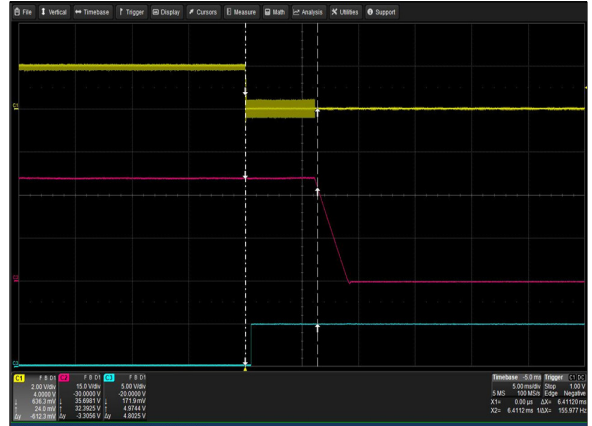 File Vertical Timebase Trigger Display Cursors Measure Math Analysis Utilities Support
C2
C1 F B D1 C2 F B D1 C3 F B D1
2.00 V/div 15.0 V/div 5.00 V/div
4.0000 V -30.0000 V -20.0000 V
↓ 636.3 mV ↓ 35.6981 V ↓ 171.9 mV
↑ 24.0 mV ↑ 32.3925 V ↑ 4.9744 V
Δy -612.3 mV Δy -3.3056 V Δy 4.8025 V
Timebase -5.0 ms Trigger C1 DC
5.00 ms/div Stop 1.00 V
5 MS 100 MS/s Edge Negative
X1= 0.00 µs ΔX= 6.41120 ms
X2= 6.4112 ms 1/ΔX= 155.977 Hz